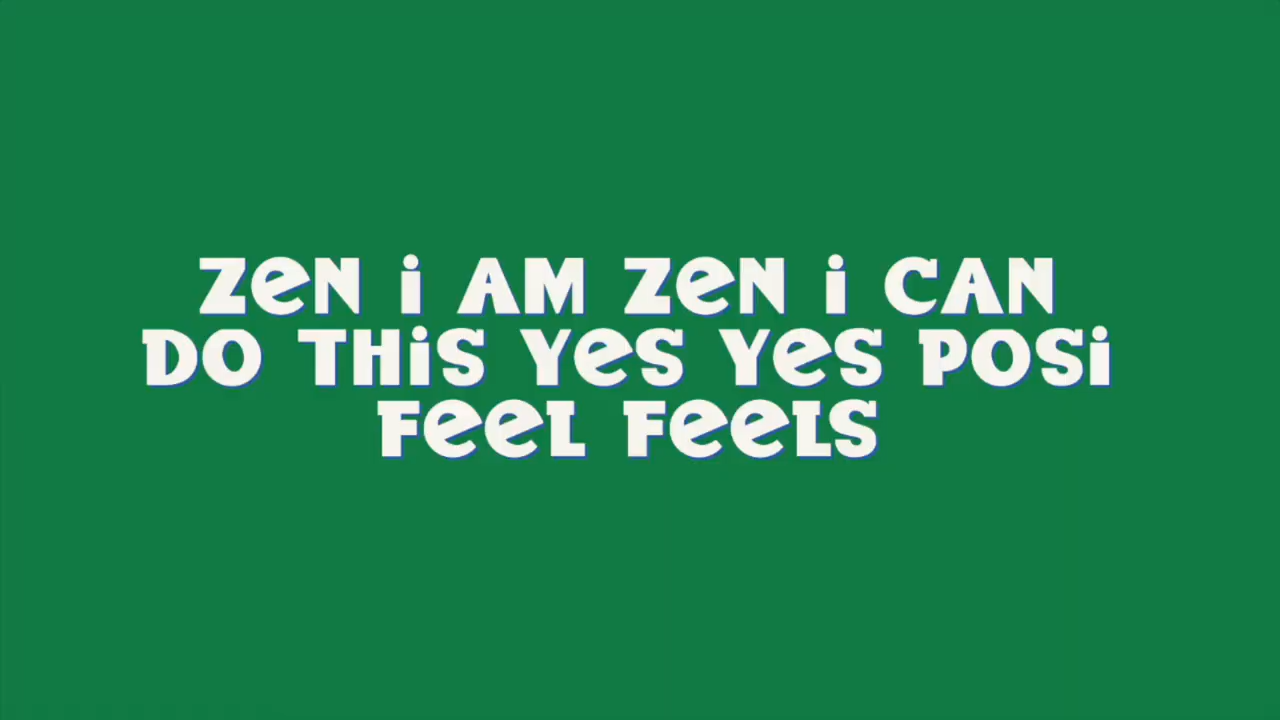 Zen i AM Zen i CAN
DO THiS YeS YeS POSi
FeeL FeeLS